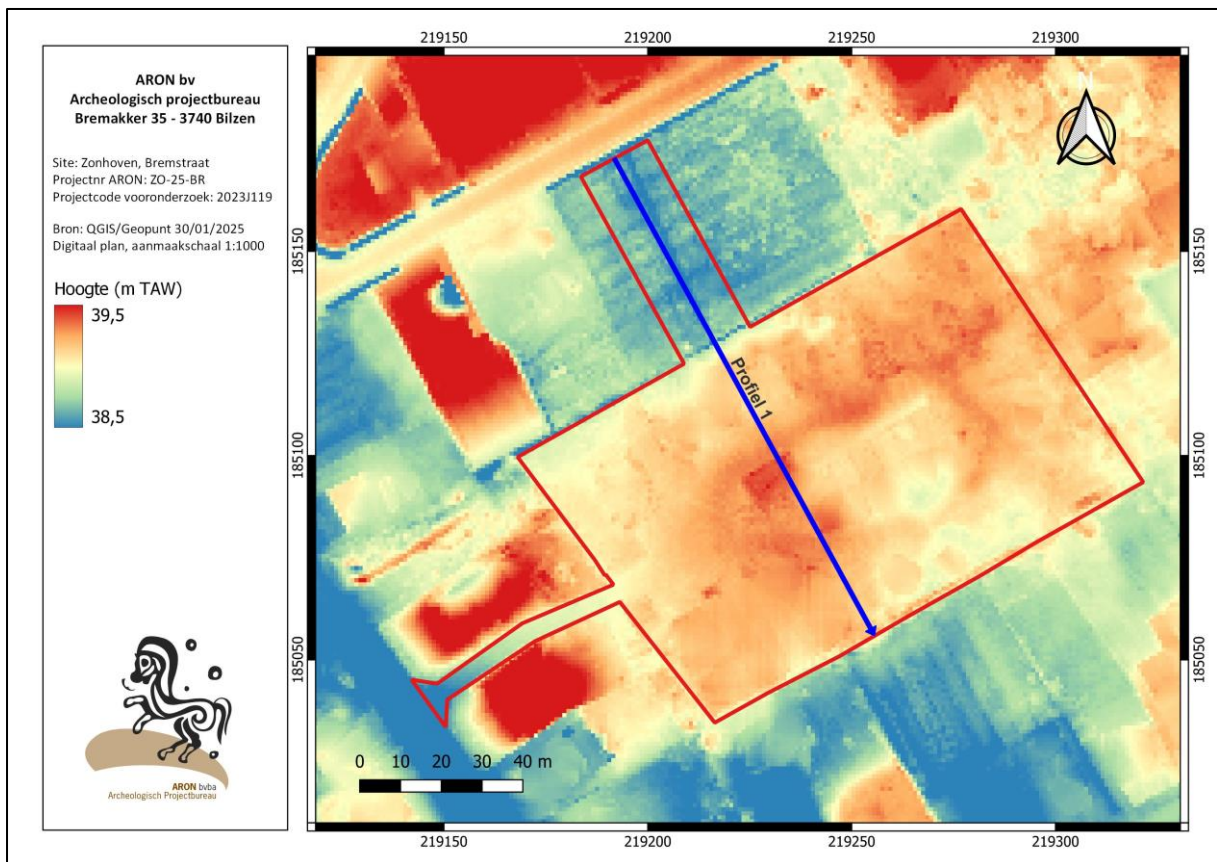 ARON bv
Archeologisch projectbureau
Bremakker 35 - 3740 Bilzen
Site: Zonhoven, Bremstraat
Projectnr ARON: ZO-25-BR
Projectcode vooronderzoek: 2023J119
Bron: QGIS/Geopunt 30/01/2025
Digitaal plan, aanmaakschaal 1:1000
Hoogte (m TAW)
39,5
38,5
ARON bvba
Archeologisch Projectbureau
219150 219200 219250 219300
185150
185100
185050
N
Profiel 1
0 10 20 30 40 m
185150
185100
185050
219150 219200 219250 219300